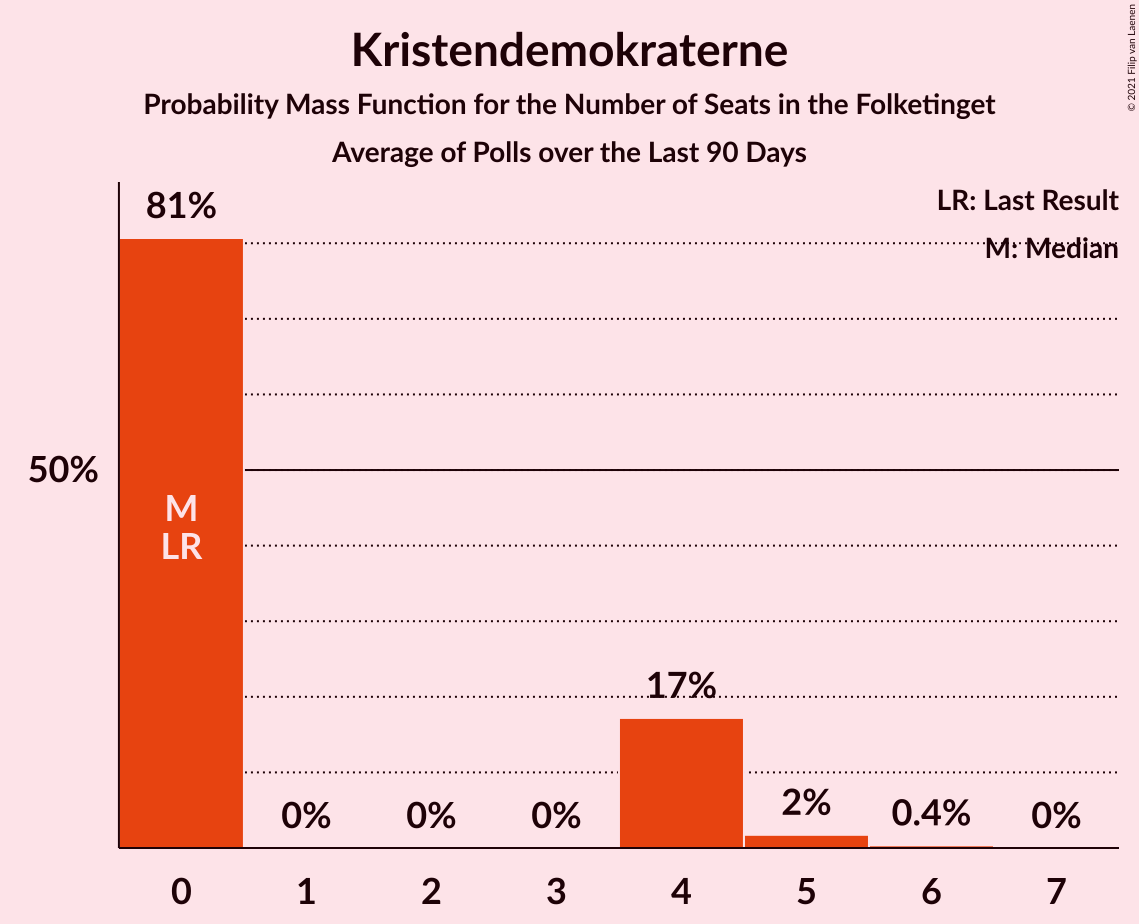 Kristendemokraterne
Probability Mass Function for the Number of Seats in the Folketinget
Average of Polls over the Last 90 Days
© 2021 Filip van Laenen
LR: Last Result
M: Median
81%
50%
M
LR
17%
0%
0%
0%
2%
0.4%
0%
0
1
2
3
4
5
6
7